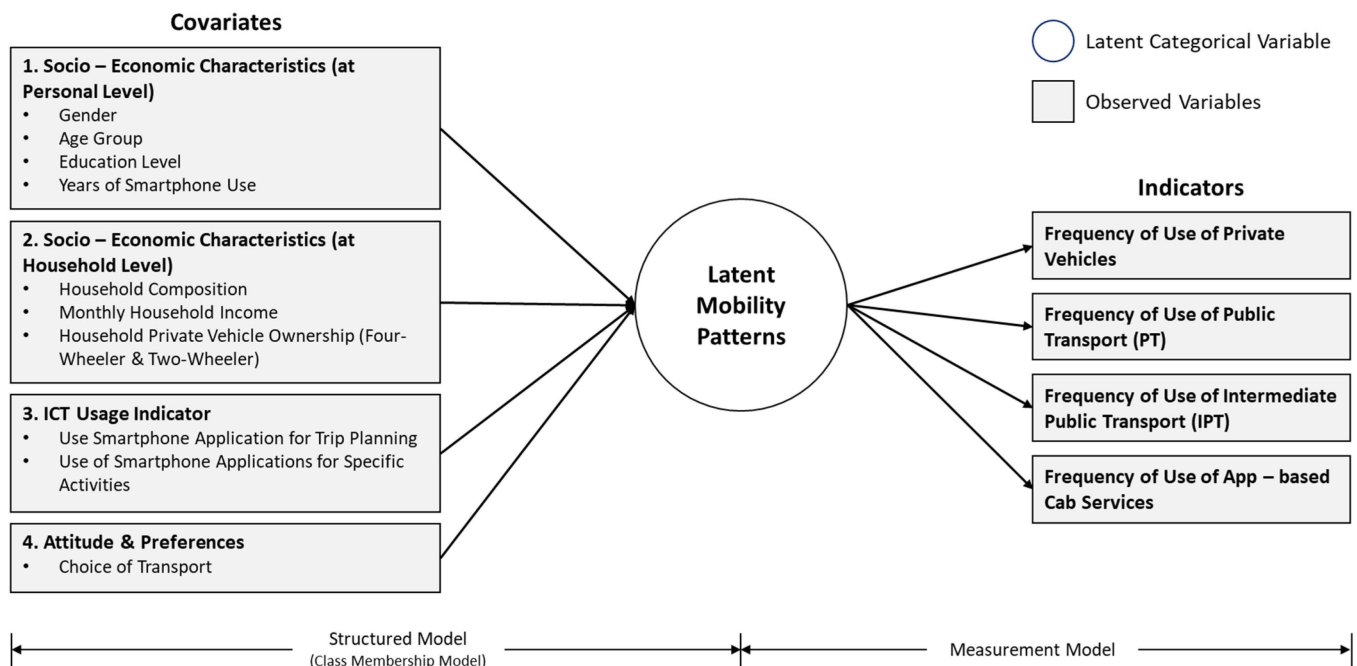 Covariates
1. Socio – Economic Characteristics (at
Personal Level)
• Gender
• Age Group
• Education Level
• Years of Smartphone Use
2. Socio – Economic Characteristics (at
Household Level)
• Household Composition
• Monthly Household Income
• Household Private Vehicle Ownership (Four-
Wheeler & Two-Wheeler)
3. ICT Usage Indicator
• Use Smartphone Application for Trip Planning
• Use of Smartphone Applications for Specific
Activities
4. Attitude & Preferences
• Choice of Transport
Latent
Mobility
Patterns
Latent Categorical Variable
Observed Variables
Indicators
Frequency of Use of Private
Vehicles
Frequency of Use of Public
Transport (PT)
Frequency of Use of Intermediate
Public Transport (IPT)
Frequency of Use of App – based
Cab Services
Structured Model
(Class Membership Model)
Measurement Model